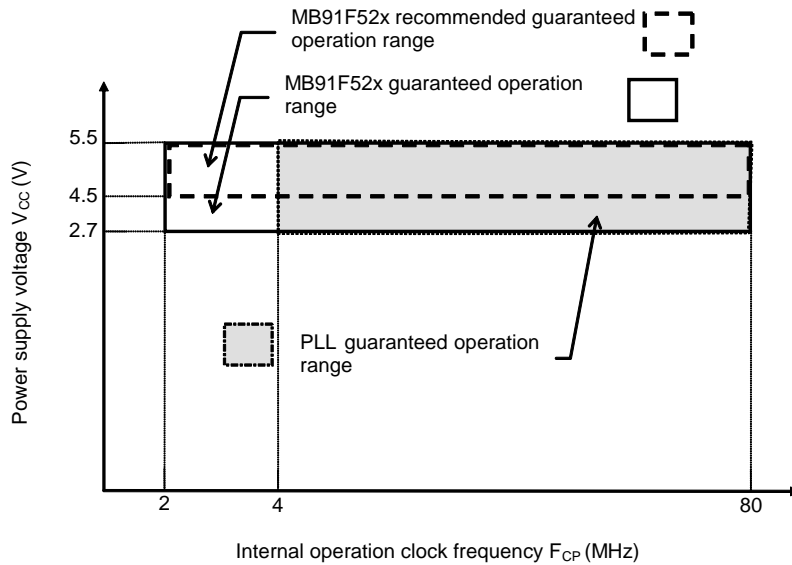 MB91F52x recommended guaranteed
operation range
MB91F52x guaranteed operation
range
5.5
4.5
2.7
Power supply voltage VCC (V)
PLL guaranteed operation
range
2
4
80
Internal operation clock frequency FCP (MHz)